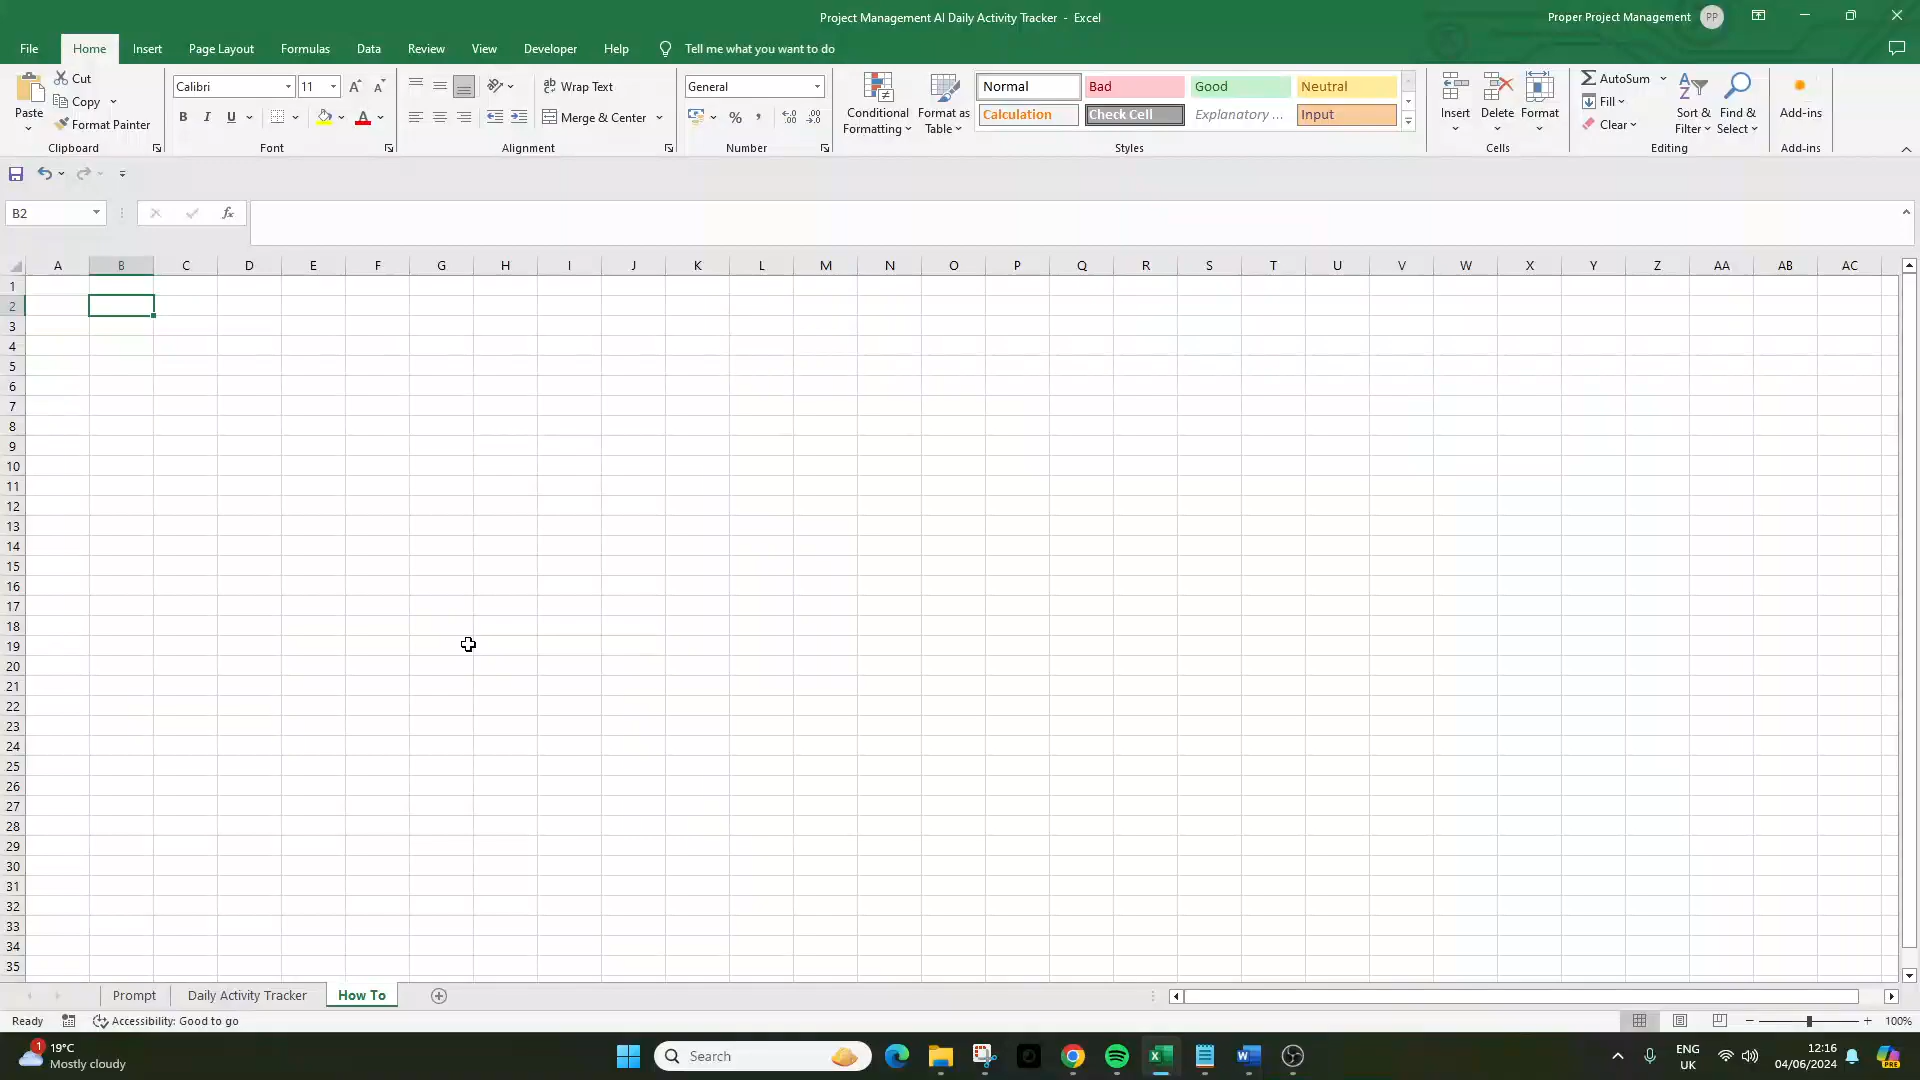 Project Management AI Daily Activity Tracker - Excel
Proper Project Management PP
File Home Insert Page Layout Formulas Data Review View Developer Help Tell me what you want to do
Paste
Cut
Copy
Format Painter
Clipboard
Calibri 11
B I U
Font
Wrap Text
Merge & Center
Alignment
General
Number
Conditional Formatting
Format as Table
Normal Bad Good Neutral
Calculation Check Cell Explanatory ... Input
Styles
Insert Delete Format
Cells
AutoSum
Fill
Clear
Sort & Filter
Find & Select
Editing
Add-ins
Add-ins
B2
fx
A B C D E F G H I J K L M N O P Q R S T U V W X Y Z AA AB AC
1
2
3
4
5
6
7
8
9
10
11
12
13
14
15
16
17
18
19
20
21
22
23
24
25
26
27
28
29
30
31
32
33
34
35
Prompt Daily Activity Tracker How To
Ready Accessibility: Good to go 100%
1 19°C
Mostly cloudy
Search
ENG
UK
12:16
04/06/2024
PRE